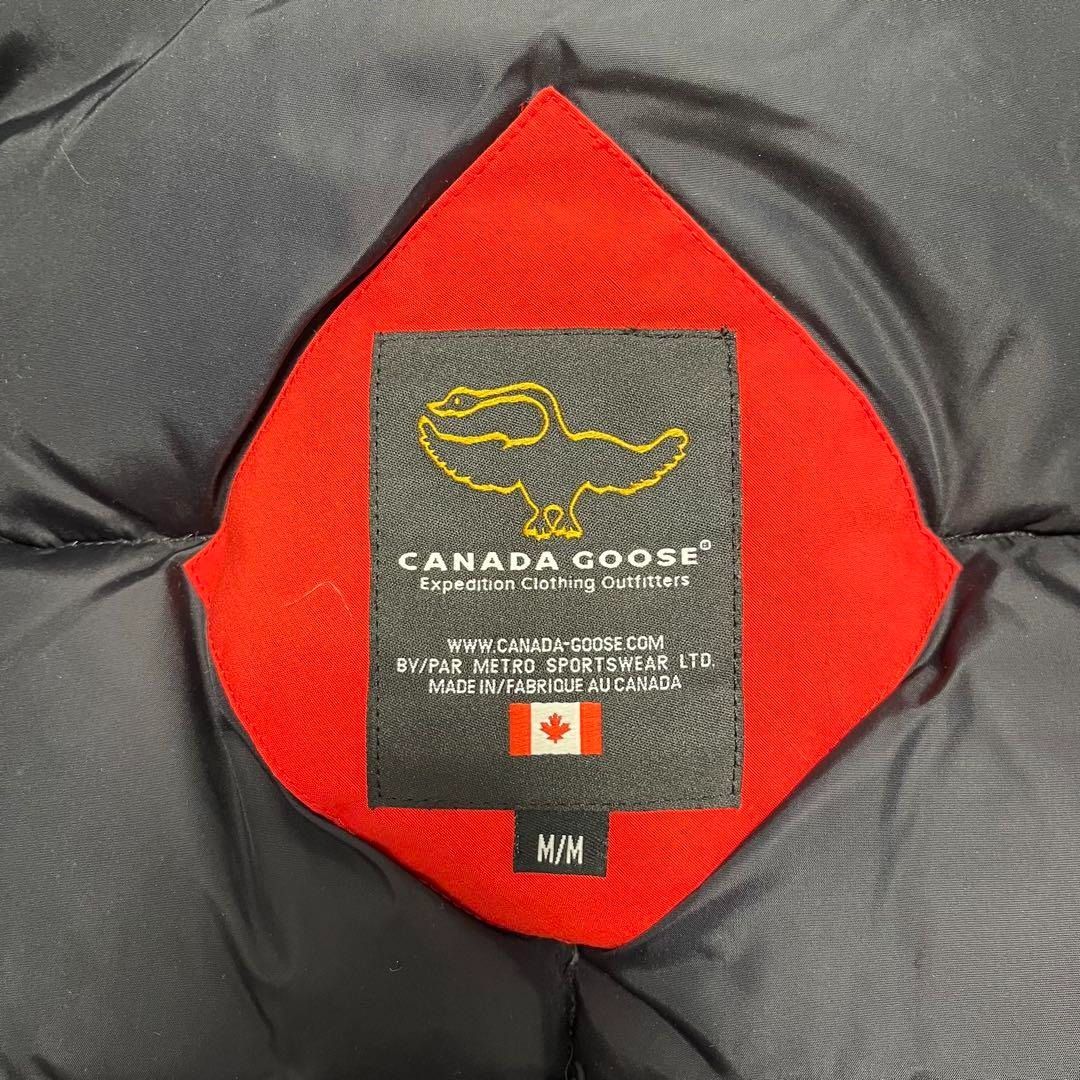 CANADA GOOSE®
Expedition Clothing Outfitters
WWW.CANADA-GOOSE.COM
BY/PAR METRO SPORTSWEAR LTD.
MADE IN/FABRIQUE AU CANADA
M/M